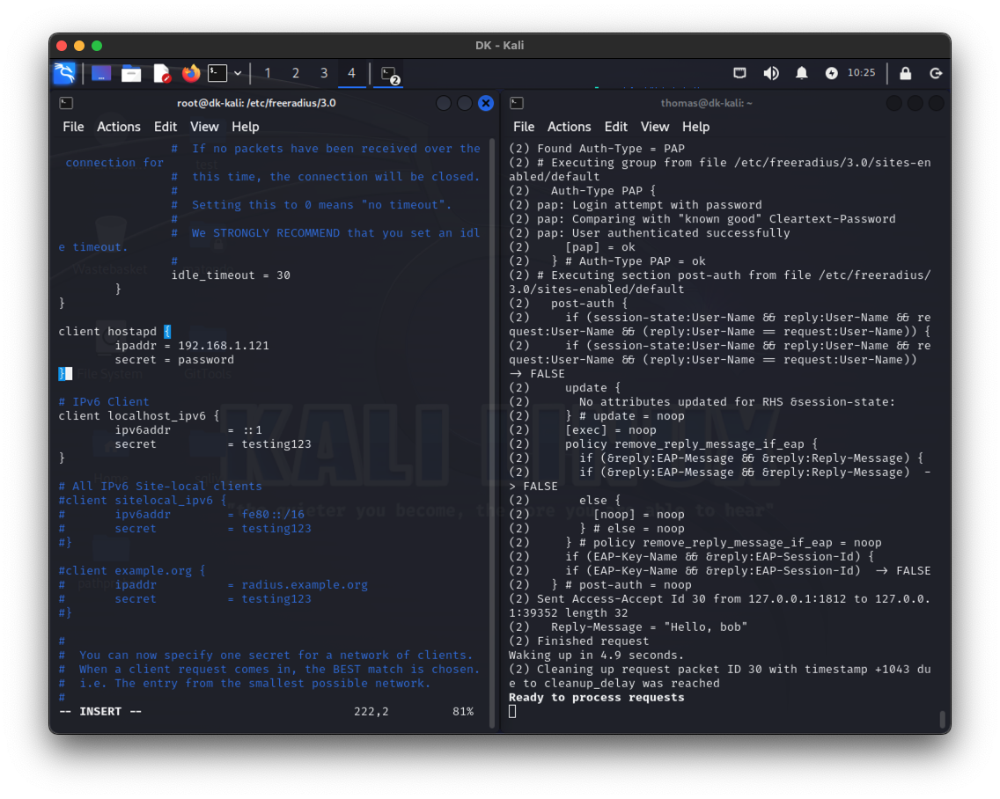 DK - Kali
1 2 3 4 2 10:25
root@dk-kali: /etc/freeradius/3.0
File Actions Edit View Help
#  If no packets have been received over the
connection for
#  this time, the connection will be closed.
#
#  Setting this to 0 means "no timeout".
#
#  We STRONGLY RECOMMEND that you set an idl
e timeout.
#
idle_timeout = 30
}
}
client hostapd {
ipaddr = 192.168.1.121
secret = password
}
# IPv6 Client
client localhost_ipv6 {
ipv6addr        = ::1
secret          = testing123
}
# All IPv6 Site-local clients
#client sitelocal_ipv6 {
#       ipv6addr        = fe80::/16
#       secret          = testing123
#}
#client example.org {
#       ipaddr          = radius.example.org
#       secret          = testing123
#}
#
#  You can now specify one secret for a network of clients.
#  When a client request comes in, the BEST match is chosen.
#  i.e. The entry from the smallest possible network.
#
-- INSERT -- 222,2 81%
thomas@dk-kali: ~
File Actions Edit View Help
(2) Found Auth-Type = PAP
(2) # Executing group from file /etc/freeradius/3.0/sites-en
abled/default
(2)   Auth-Type PAP {
(2) pap: Login attempt with password
(2) pap: Comparing with "known good" Cleartext-Password
(2) pap: User authenticated successfully
(2)     [pap] = ok
(2)   } # Auth-Type PAP = ok
(2) # Executing section post-auth from file /etc/freeradius/
3.0/sites-enabled/default
(2)   post-auth {
(2)     if (session-state:User-Name && reply:User-Name && re
quest:User-Name && (reply:User-Name == request:User-Name)) {
(2)     if (session-state:User-Name && reply:User-Name && re
quest:User-Name && (reply:User-Name == request:User-Name))
-> FALSE
(2)     update {
(2)       No attributes updated for RHS &session-state:
(2)     } # update = noop
(2)     [exec] = noop
(2)     policy remove_reply_message_if_eap {
(2)       if (&reply:EAP-Message && &reply:Reply-Message) {
(2)       if (&reply:EAP-Message && &reply:Reply-Message)  -
> FALSE
(2)       else {
(2)         [noop] = noop
(2)       } # else = noop
(2)     } # policy remove_reply_message_if_eap = noop
(2)     if (EAP-Key-Name && &reply:EAP-Session-Id) {
(2)     if (EAP-Key-Name && &reply:EAP-Session-Id)  -> FALSE
(2)   } # post-auth = noop
(2) Sent Access-Accept Id 30 from 127.0.0.1:1812 to 127.0.0.
1:39352 length 32
(2)   Reply-Message = "Hello, bob"
(2) Finished request
Waking up in 4.9 seconds.
(2) Cleaning up request packet ID 30 with timestamp +1043 du
e to cleanup_delay was reached
Ready to process requests
test
Wastebasket
File System
GitTools
Home
KALI LINUX